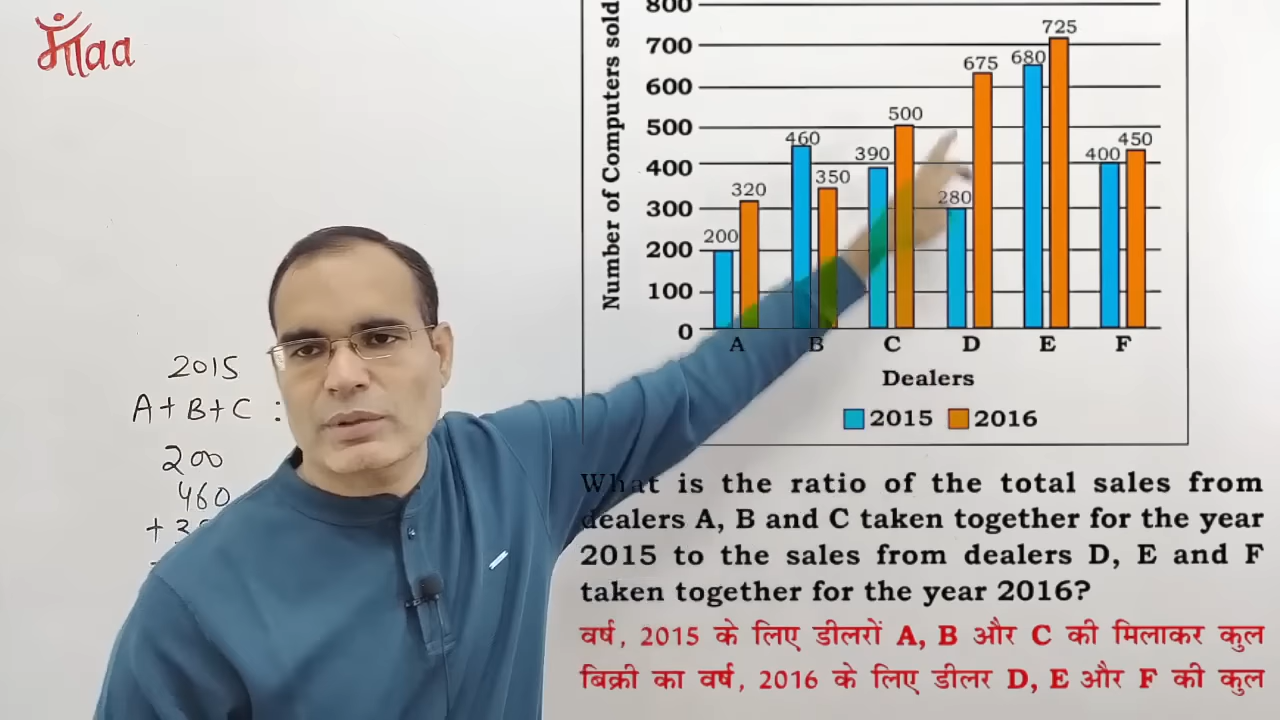 माँaa
Number of Computers sold
800
700
600
500
400
300
200
100
0
200
320
460
350
390
500
280
675
680
725
400
450
A B C D E F
Dealers
2015 2016
2015
A+B+C :
200
460
What is the ratio of the total sales from
dealers A, B and C taken together for the year
2015 to the sales from dealers D, E and F
taken together for the year 2016?
वर्ष, 2015 के लिए डीलरों A, B और C की मिलाकर कुल
बिक्री का वर्ष, 2016 के लिए डीलर D, E और F की कुल